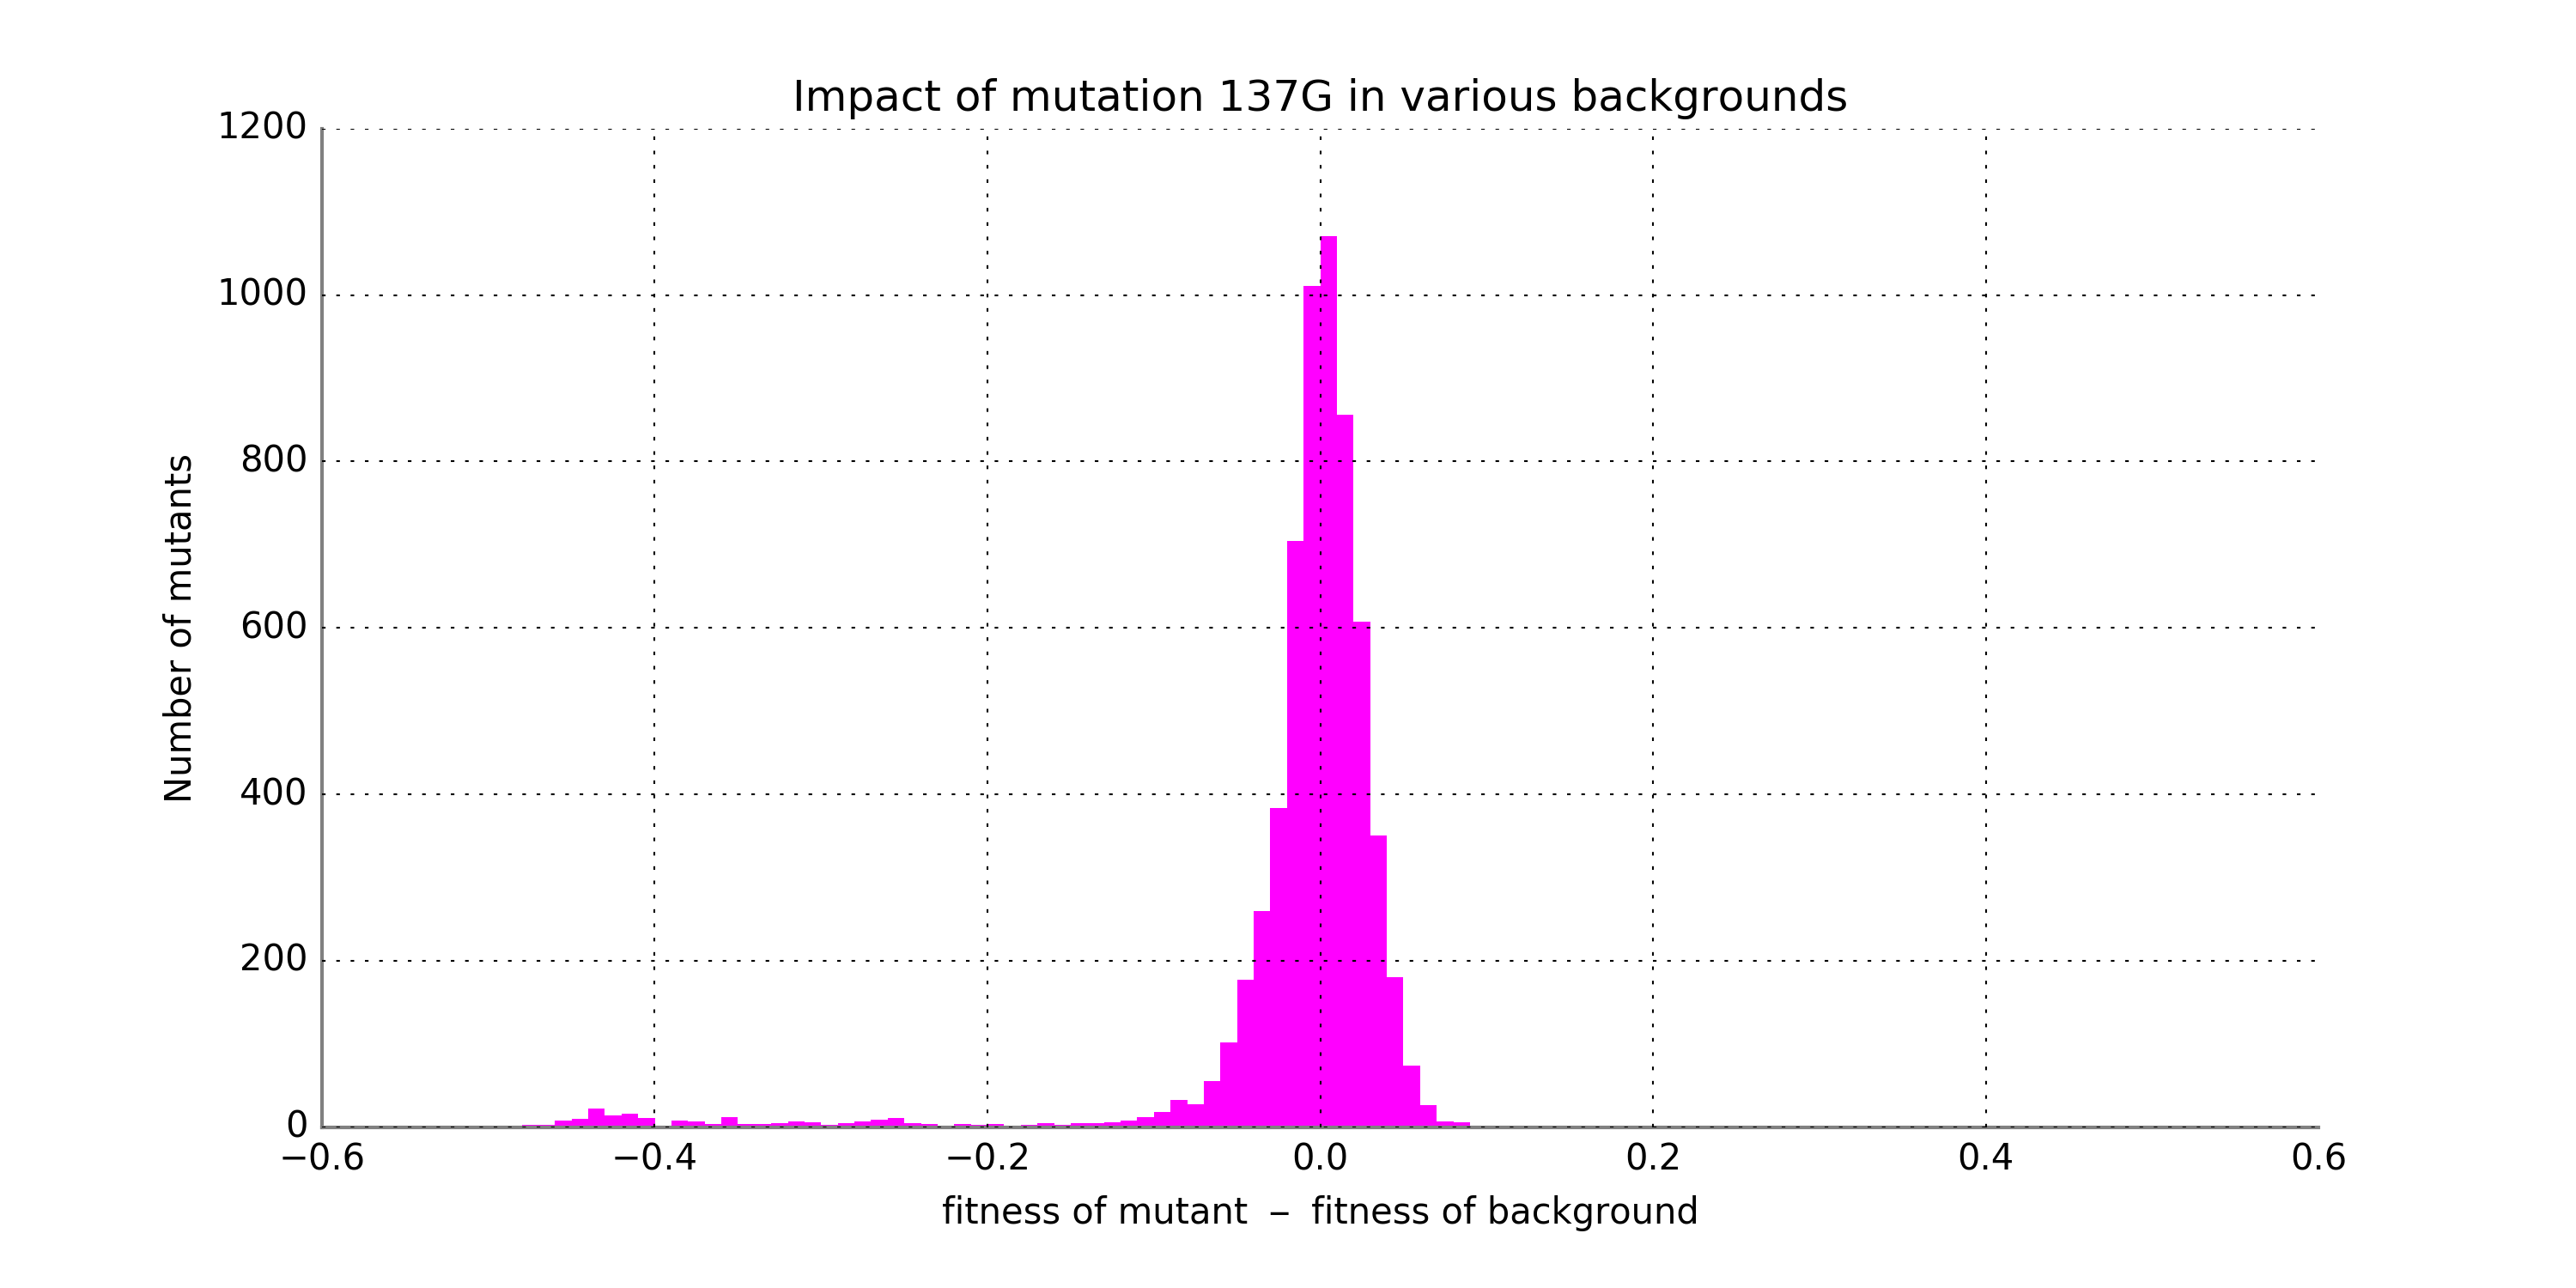 Impact of mutation 137G in various backgrounds
1200
1000
800
600
400
200
0
Number of mutants
−0.6 −0.4 −0.2 0.0 0.2 0.4 0.6
fitness of mutant − fitness of background